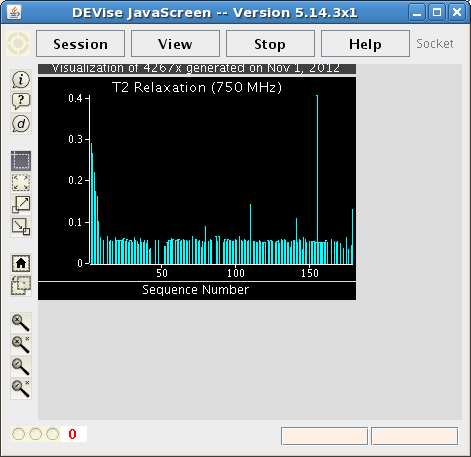 DEVise JavaScreen -- Version 5.14.3x1
Session View Stop Help Socket
Visualization of 4267x generated on Nov 1, 2012
T2 Relaxation (750 MHz)
0.4
0.3
0.2
0.1
0
50 100 150
Sequence Number
i
?
d
0